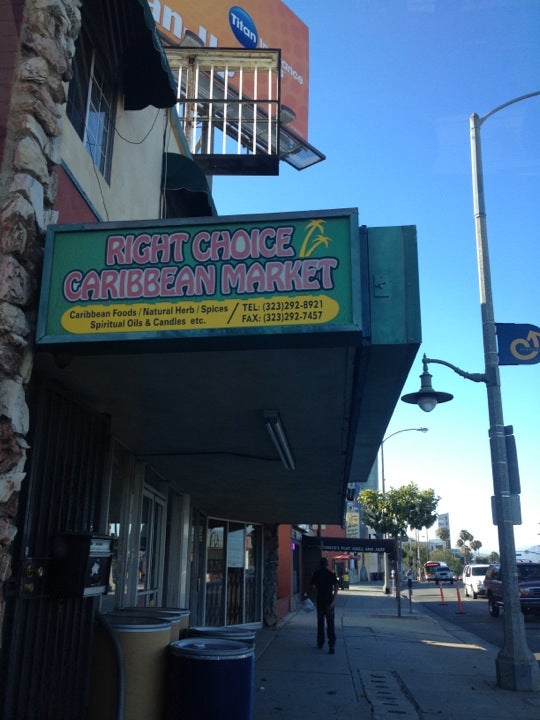 Titan
RIGHT CHOICE
CARIBBEAN MARKET
Caribbean Foods / Natural Herb / Spices
Spiritual Oils & Candles etc.
TEL: (323)292-8921
FAX: (323)292-7457